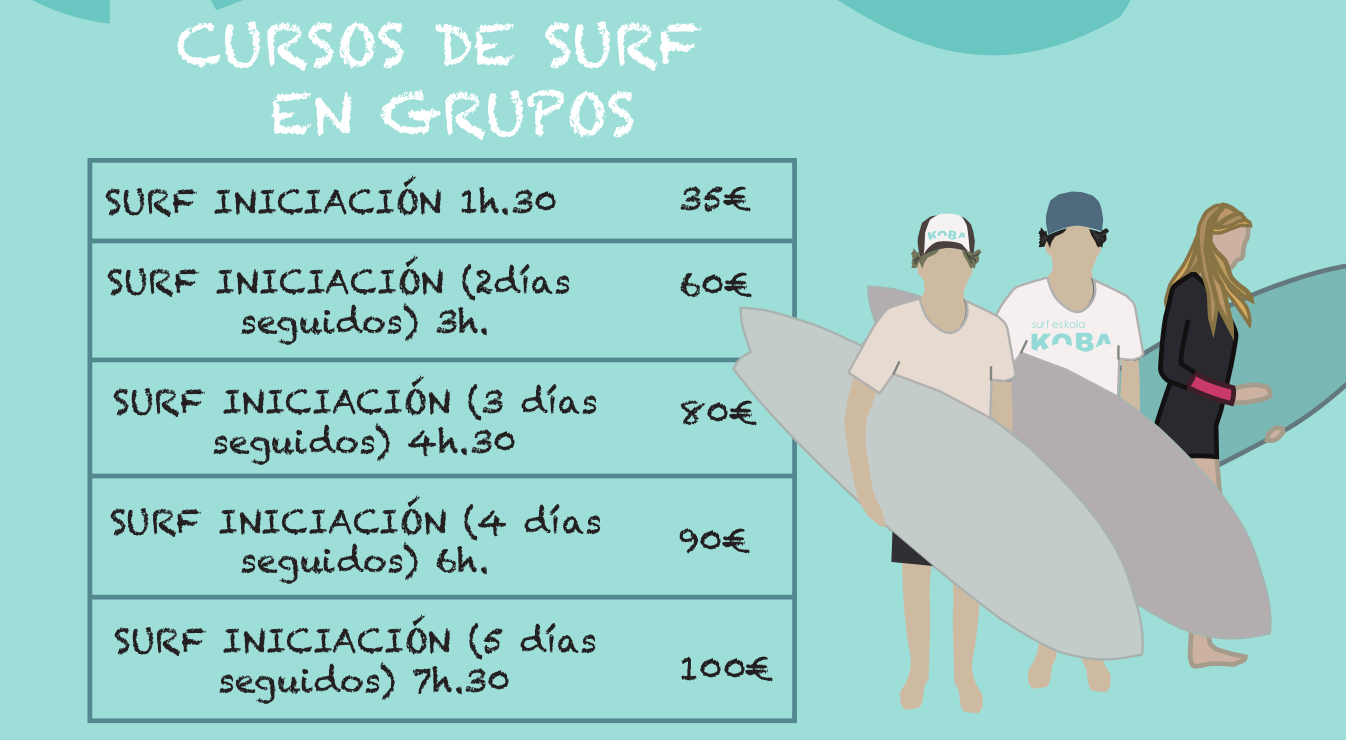 CURSOS DE SURF
EN GRUPOS
SURF INICIACIÓN 1h.30 35€
SURF INICIACIÓN (2días
seguidos) 3h. 60€
SURF INICIACIÓN (3 días
seguidos) 4h.30 80€
SURF INICIACIÓN (4 días
seguidos) 6h. 90€
SURF INICIACIÓN (5 días
seguidos) 7h.30 100€
KOBA
surf eskola
KOBA